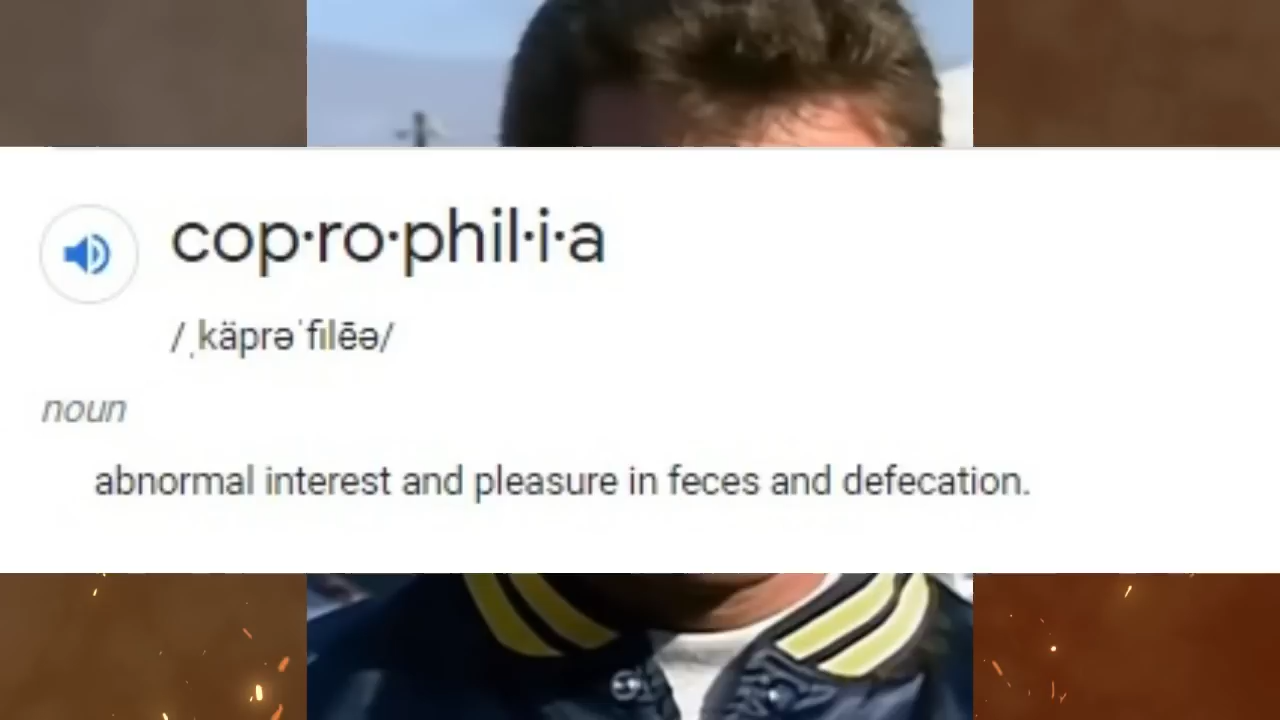 cop·ro·phil·i·a
/ˌkäprəˈfilēə/
noun
abnormal interest and pleasure in feces and defecation.